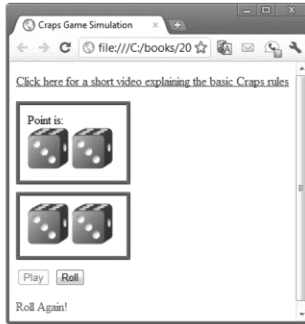 Craps Game Simulation
file:///C:/books/20
Click here for a short video explaining the basic Craps rules
Point is:
Play
Roll
Roll Again!